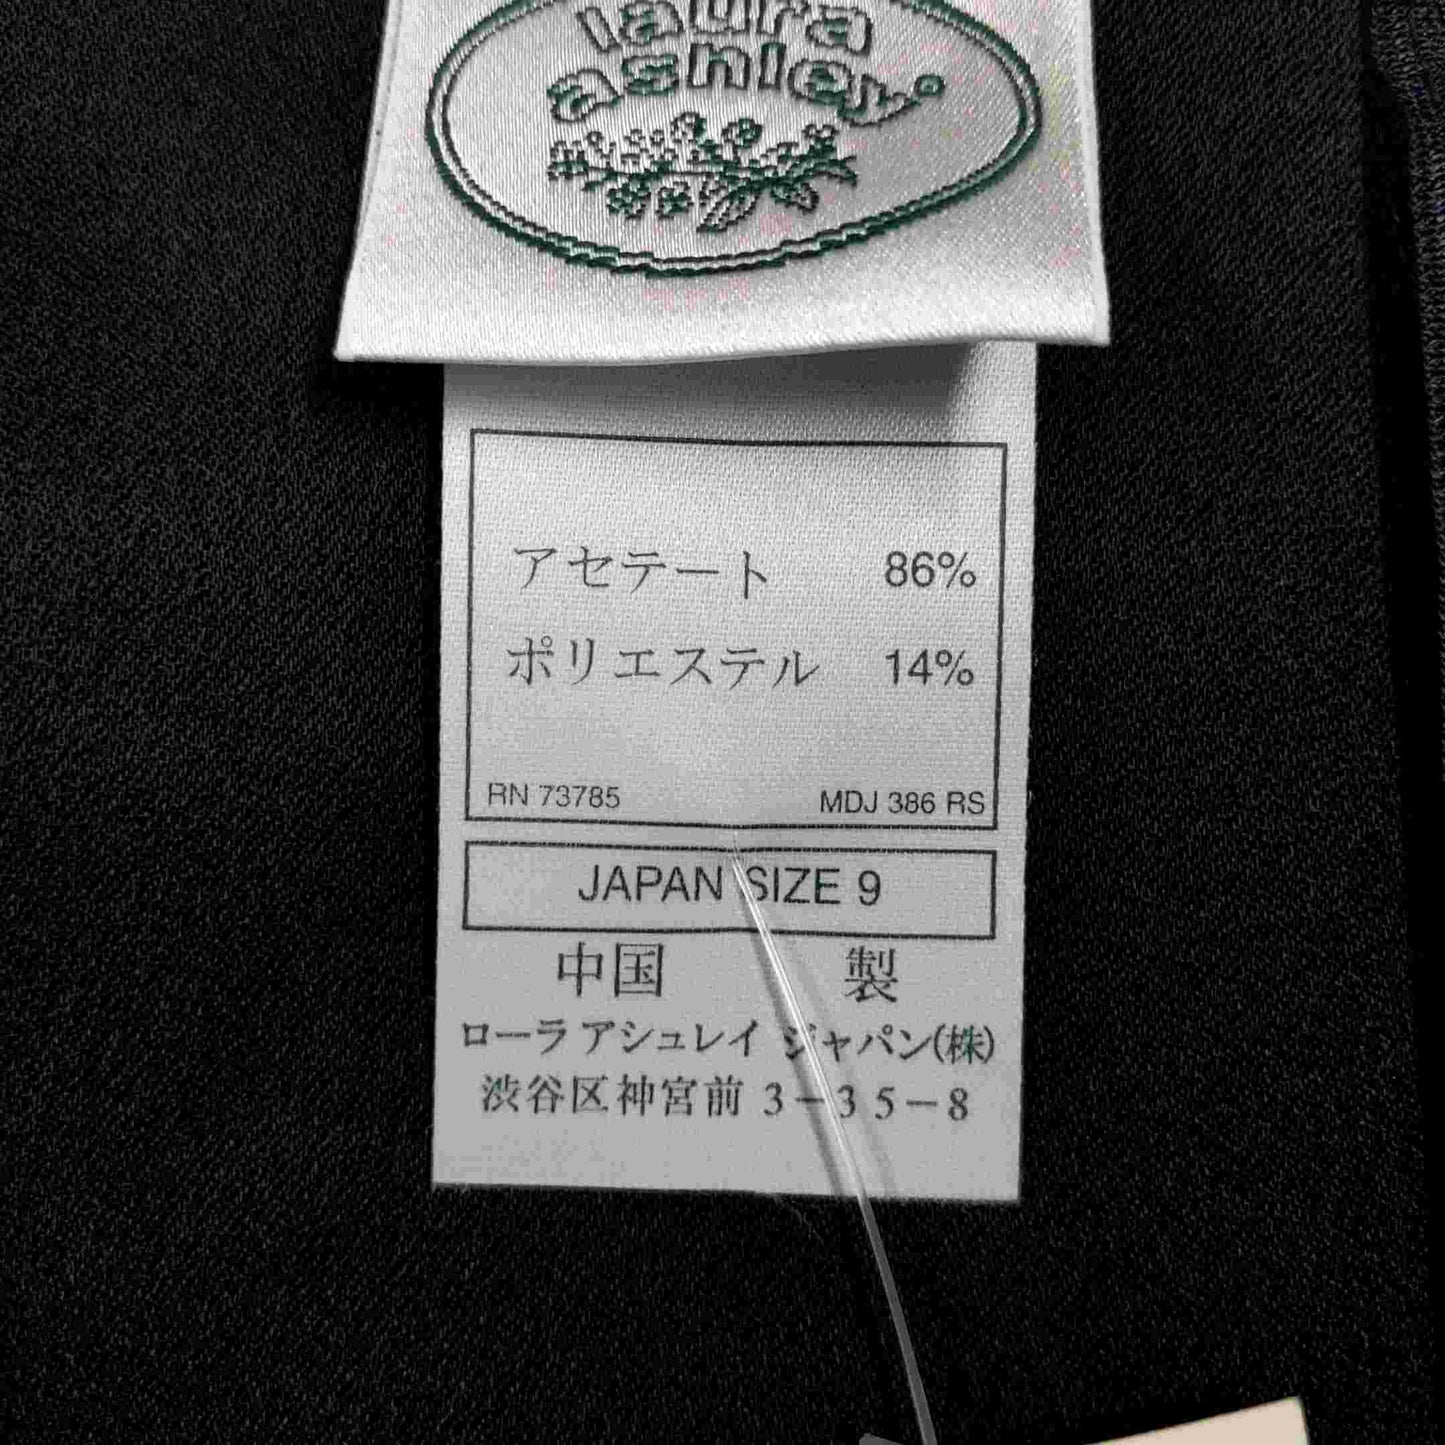 laura
ashley®
アセテート 86%
ポリエステル 14%
RN 73785 MDJ 386 RS
JAPAN SIZE 9
中国 製
ローラ アシュレイ ジャパン(株)
渋谷区神宮前 3－35－8